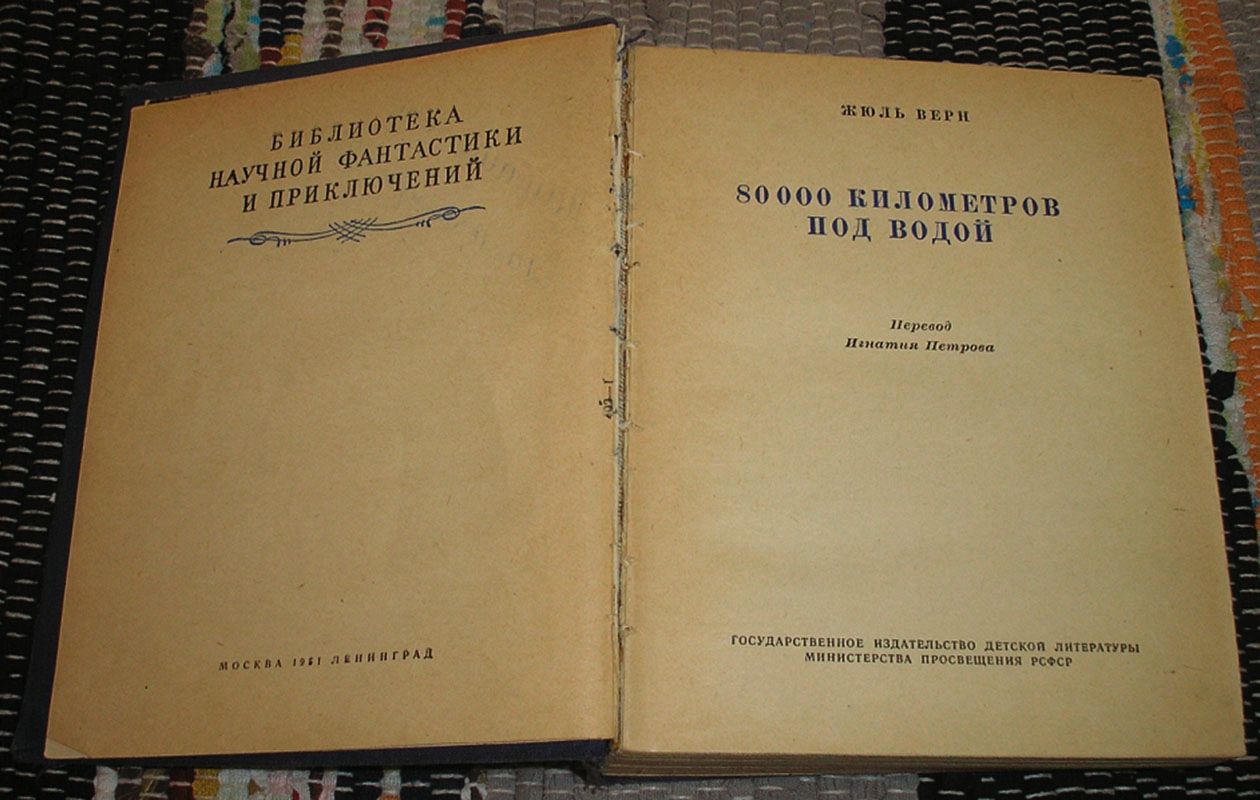 БИБЛИОТЕКА
НАУЧНОЙ ФАНТАСТИКИ
И ПРИКЛЮЧЕНИЙ
МОСКВА 1951 ЛЕНИНГРАД
ЖЮЛЬ ВЕРН
80000 КИЛОМЕТРОВ
ПОД ВОДОЙ
Перевод
Игнатия Петрова
ГОСУДАРСТВЕННОЕ ИЗДАТЕЛЬСТВО ДЕТСКОЙ ЛИТЕРАТУРЫ
МИНИСТЕРСТВА ПРОСВЕЩЕНИЯ РСФСР